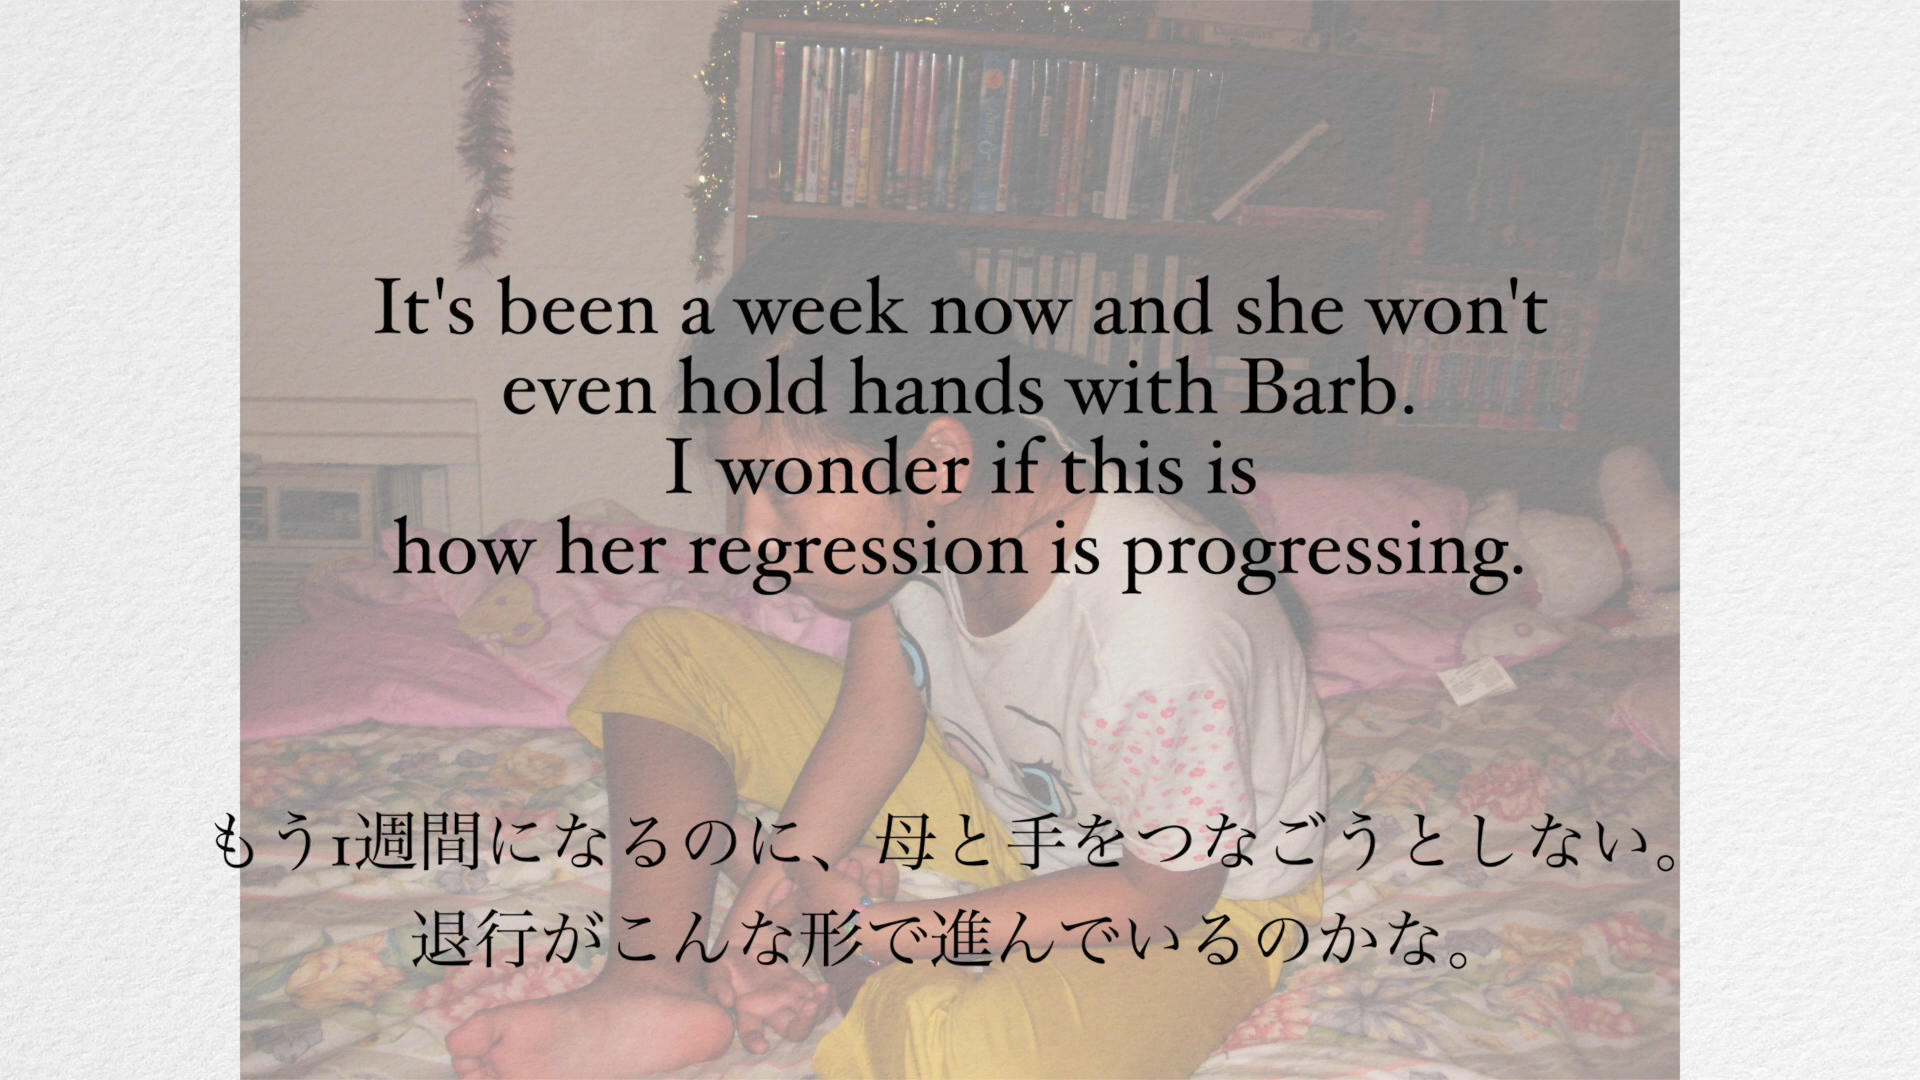 It's been a week now and she won't
even hold hands with Barb.
I wonder if this is
how her regression is progressing.
もう1週間になるのに、母と手をつなごうとしない。
退行がこんな形で進んでいるのかな。